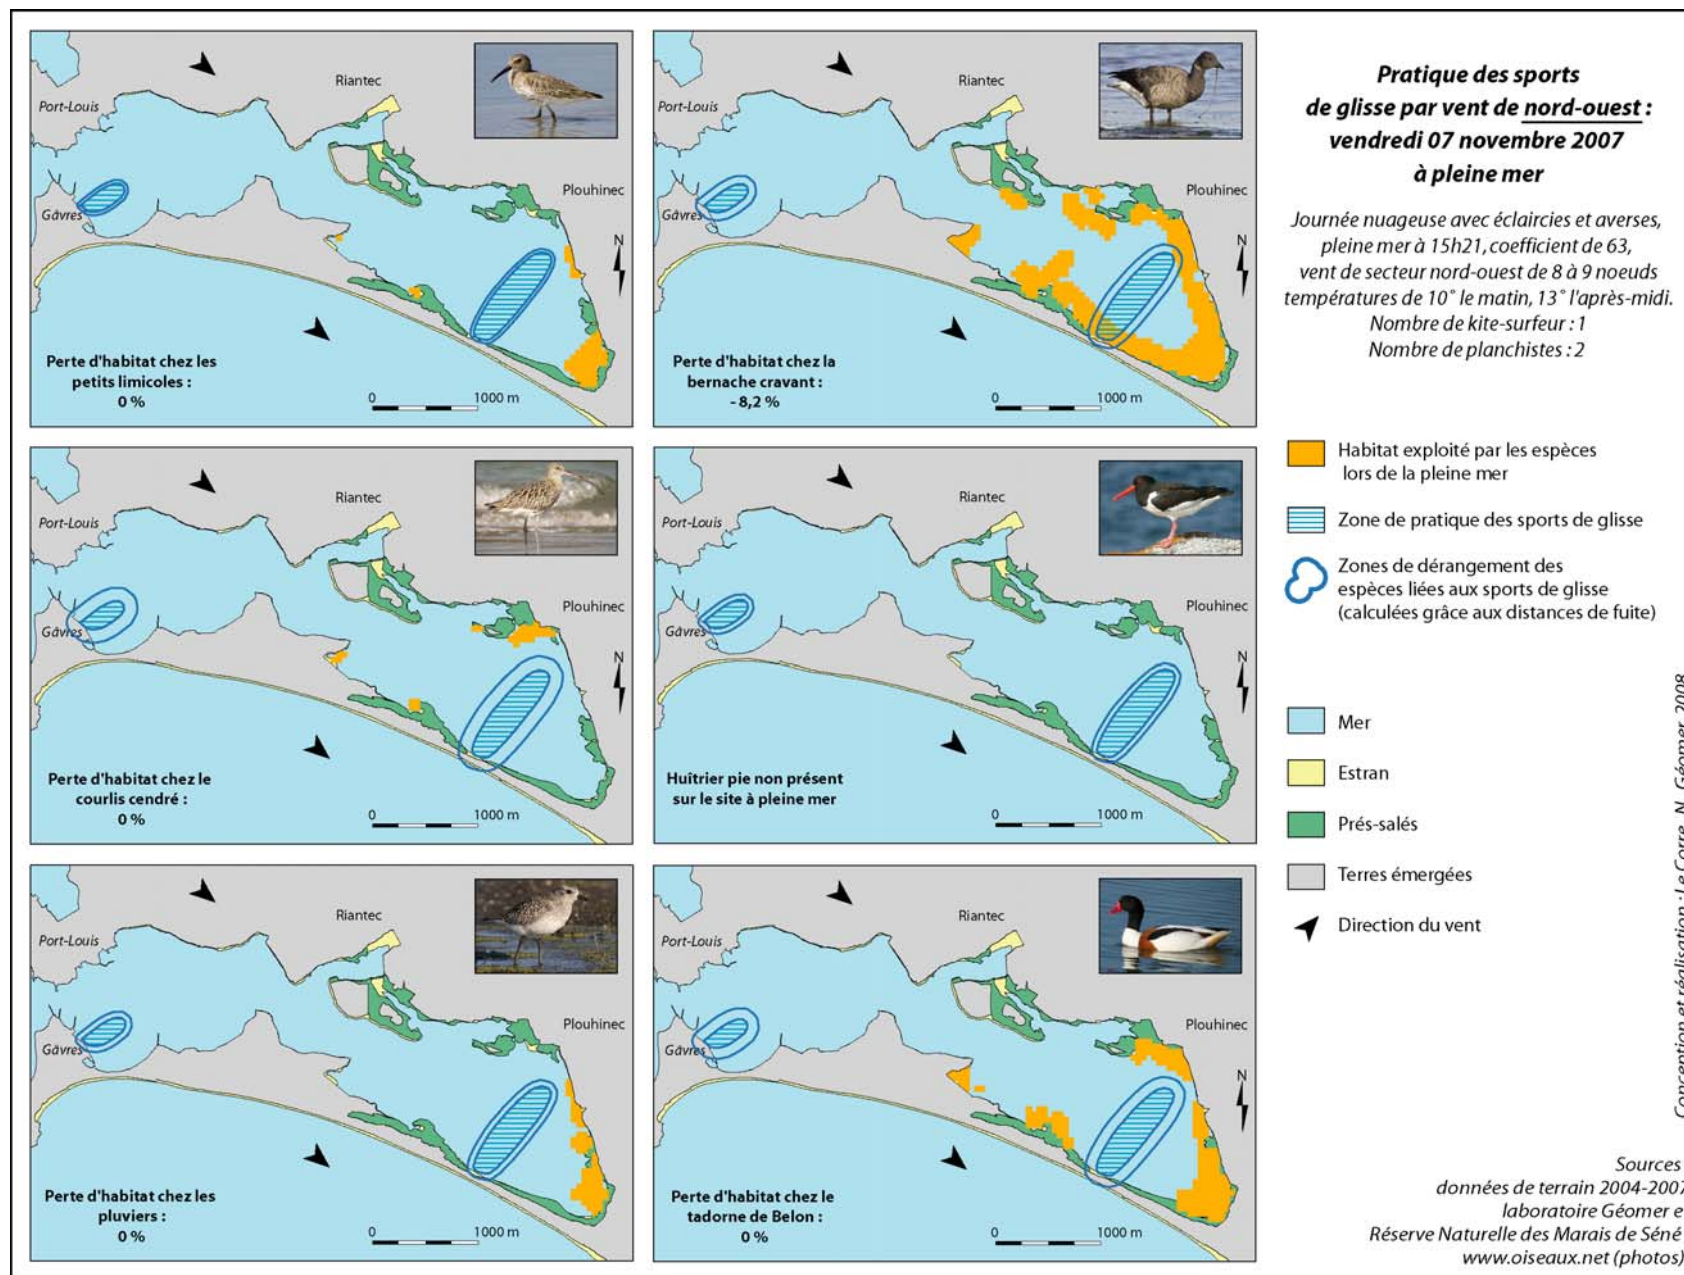 Pratique des sports
de glisse par vent de nord-ouest :
vendredi 07 novembre 2007
à pleine mer
Journée nuageuse avec éclaircies et averses,
pleine mer à 15h21, coefficient de 63,
vent de secteur nord-ouest de 8 à 9 noeuds
températures de 10° le matin, 13° l'après-midi.
Nombre de kite-surfeur : 1
Nombre de planchistes : 2
Riantec
Port-Louis
Plouhinec
Gâvres
N
Perte d'habitat chez les
petits limicoles :
0 %
0 1000 m
Riantec
Port-Louis
Plouhinec
Gâvres
N
Perte d'habitat chez la
bernache cravant :
- 8,2 %
0 1000 m
Riantec
Port-Louis
Plouhinec
Gâvres
N
Perte d'habitat chez le
courlis cendré :
0 %
0 1000 m
Riantec
Port-Louis
Plouhinec
Gâvres
N
Huîtrier pie non présent
sur le site à pleine mer
0 1000 m
Riantec
Port-Louis
Plouhinec
Gâvres
N
Perte d'habitat chez les
pluviers :
0 %
0 1000 m
Riantec
Port-Louis
Plouhinec
Gâvres
N
Perte d'habitat chez le
tadorne de Belon :
0 %
0 1000 m
Habitat exploité par les espèces
lors de la pleine mer
Zone de pratique des sports de glisse
Zones de dérangement des
espèces liées aux sports de glisse
(calculées grâce aux distances de fuite)
Mer
Estran
Prés-salés
Terres émergées
Direction du vent
Conception et réalisation : Le Corre, N. Géomer, 2008
Sources
données de terrain 2004-2007
laboratoire Géomer e
Réserve Naturelle des Marais de Séné
www.oiseaux.net (photos)